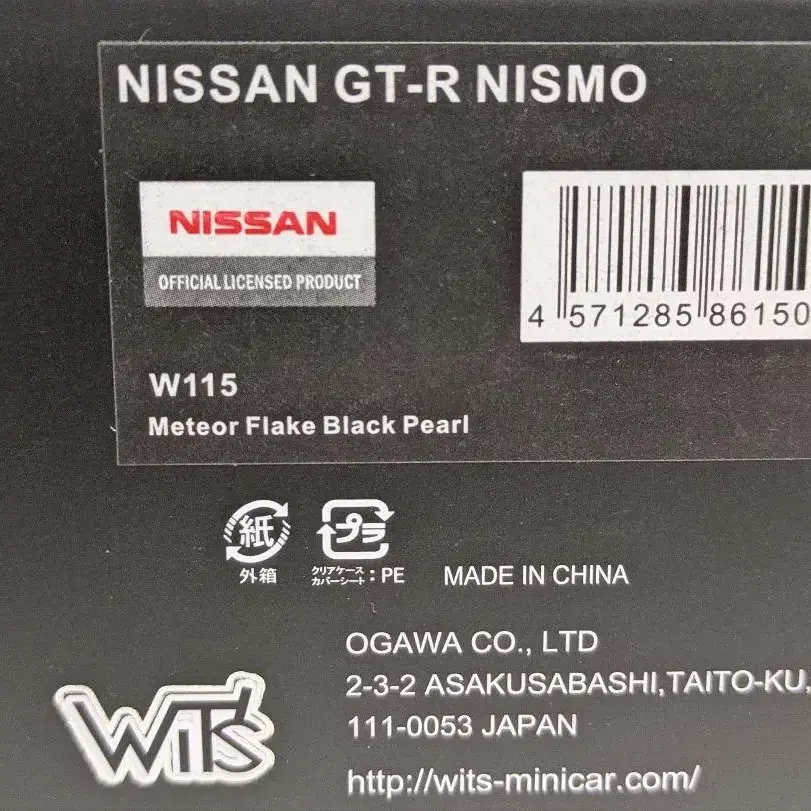 NISSAN GT-R NISMO
NISSAN
OFFICIAL LICENSED PRODUCT
4 571285 86150
W115
Meteor Flake Black Pearl
紙
外箱
プラ
クリアケース
カバーシート:PE
MADE IN CHINA
OGAWA CO., LTD
2-3-2 ASAKUSABASHI,TAITO-KU,
111-0053 JAPAN
WiT's
http://wits-minicar.com/